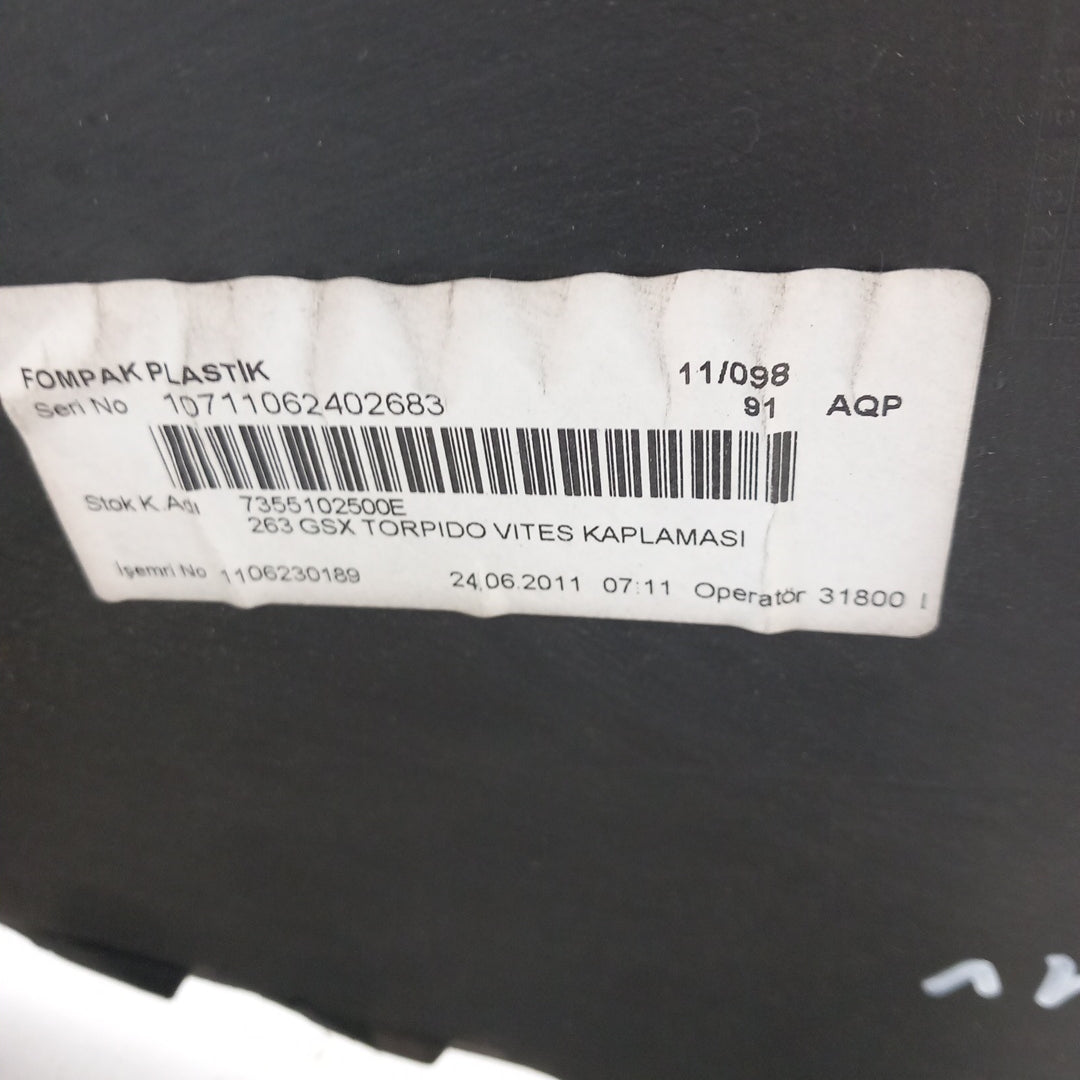 FOMPAK PLASTİK 11/098
Seri No 10711062402683 91 AQP
Stok K.Adı 7355102500E
263 GSX TORPIDO VITES KAPLAMASI
İşemri No 1106230189 24.06.2011 07:11 Operatör 31800